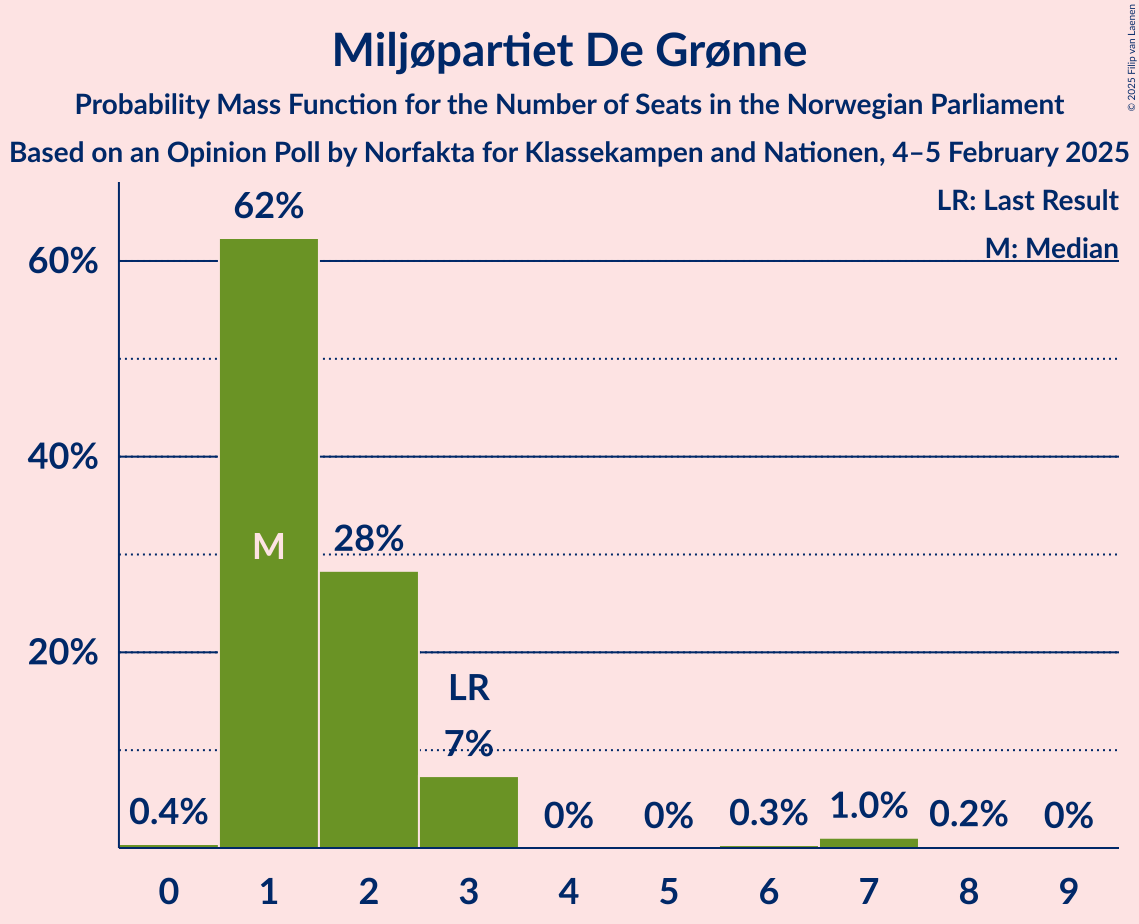 Miljøpartiet De Grønne
Probability Mass Function for the Number of Seats in the Norwegian Parliament
Based on an Opinion Poll by Norfakta for Klassekampen and Nationen, 4–5 February 2025
© 2025 Filip van Laenen
LR: Last Result
M: Median
62%
60%
40%
M
28%
20%
LR
7%
0.4%
0%
0%
0.3%
1.0%
0.2%
0%
0 1 2 3 4 5 6 7 8 9